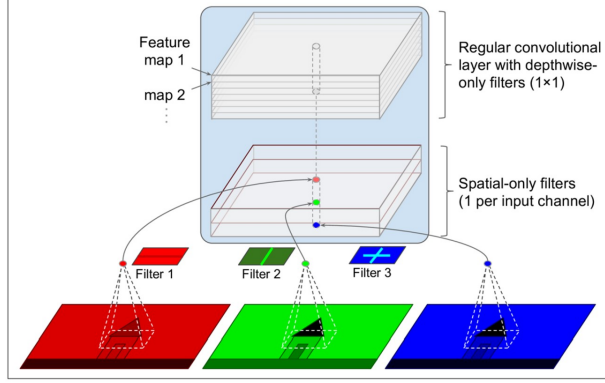 Feature
map 1
map 2
Regular convolutional
layer with depthwise-
only filters (1×1)
Spatial-only filters
(1 per input channel)
Filter 1
Filter 2
Filter 3